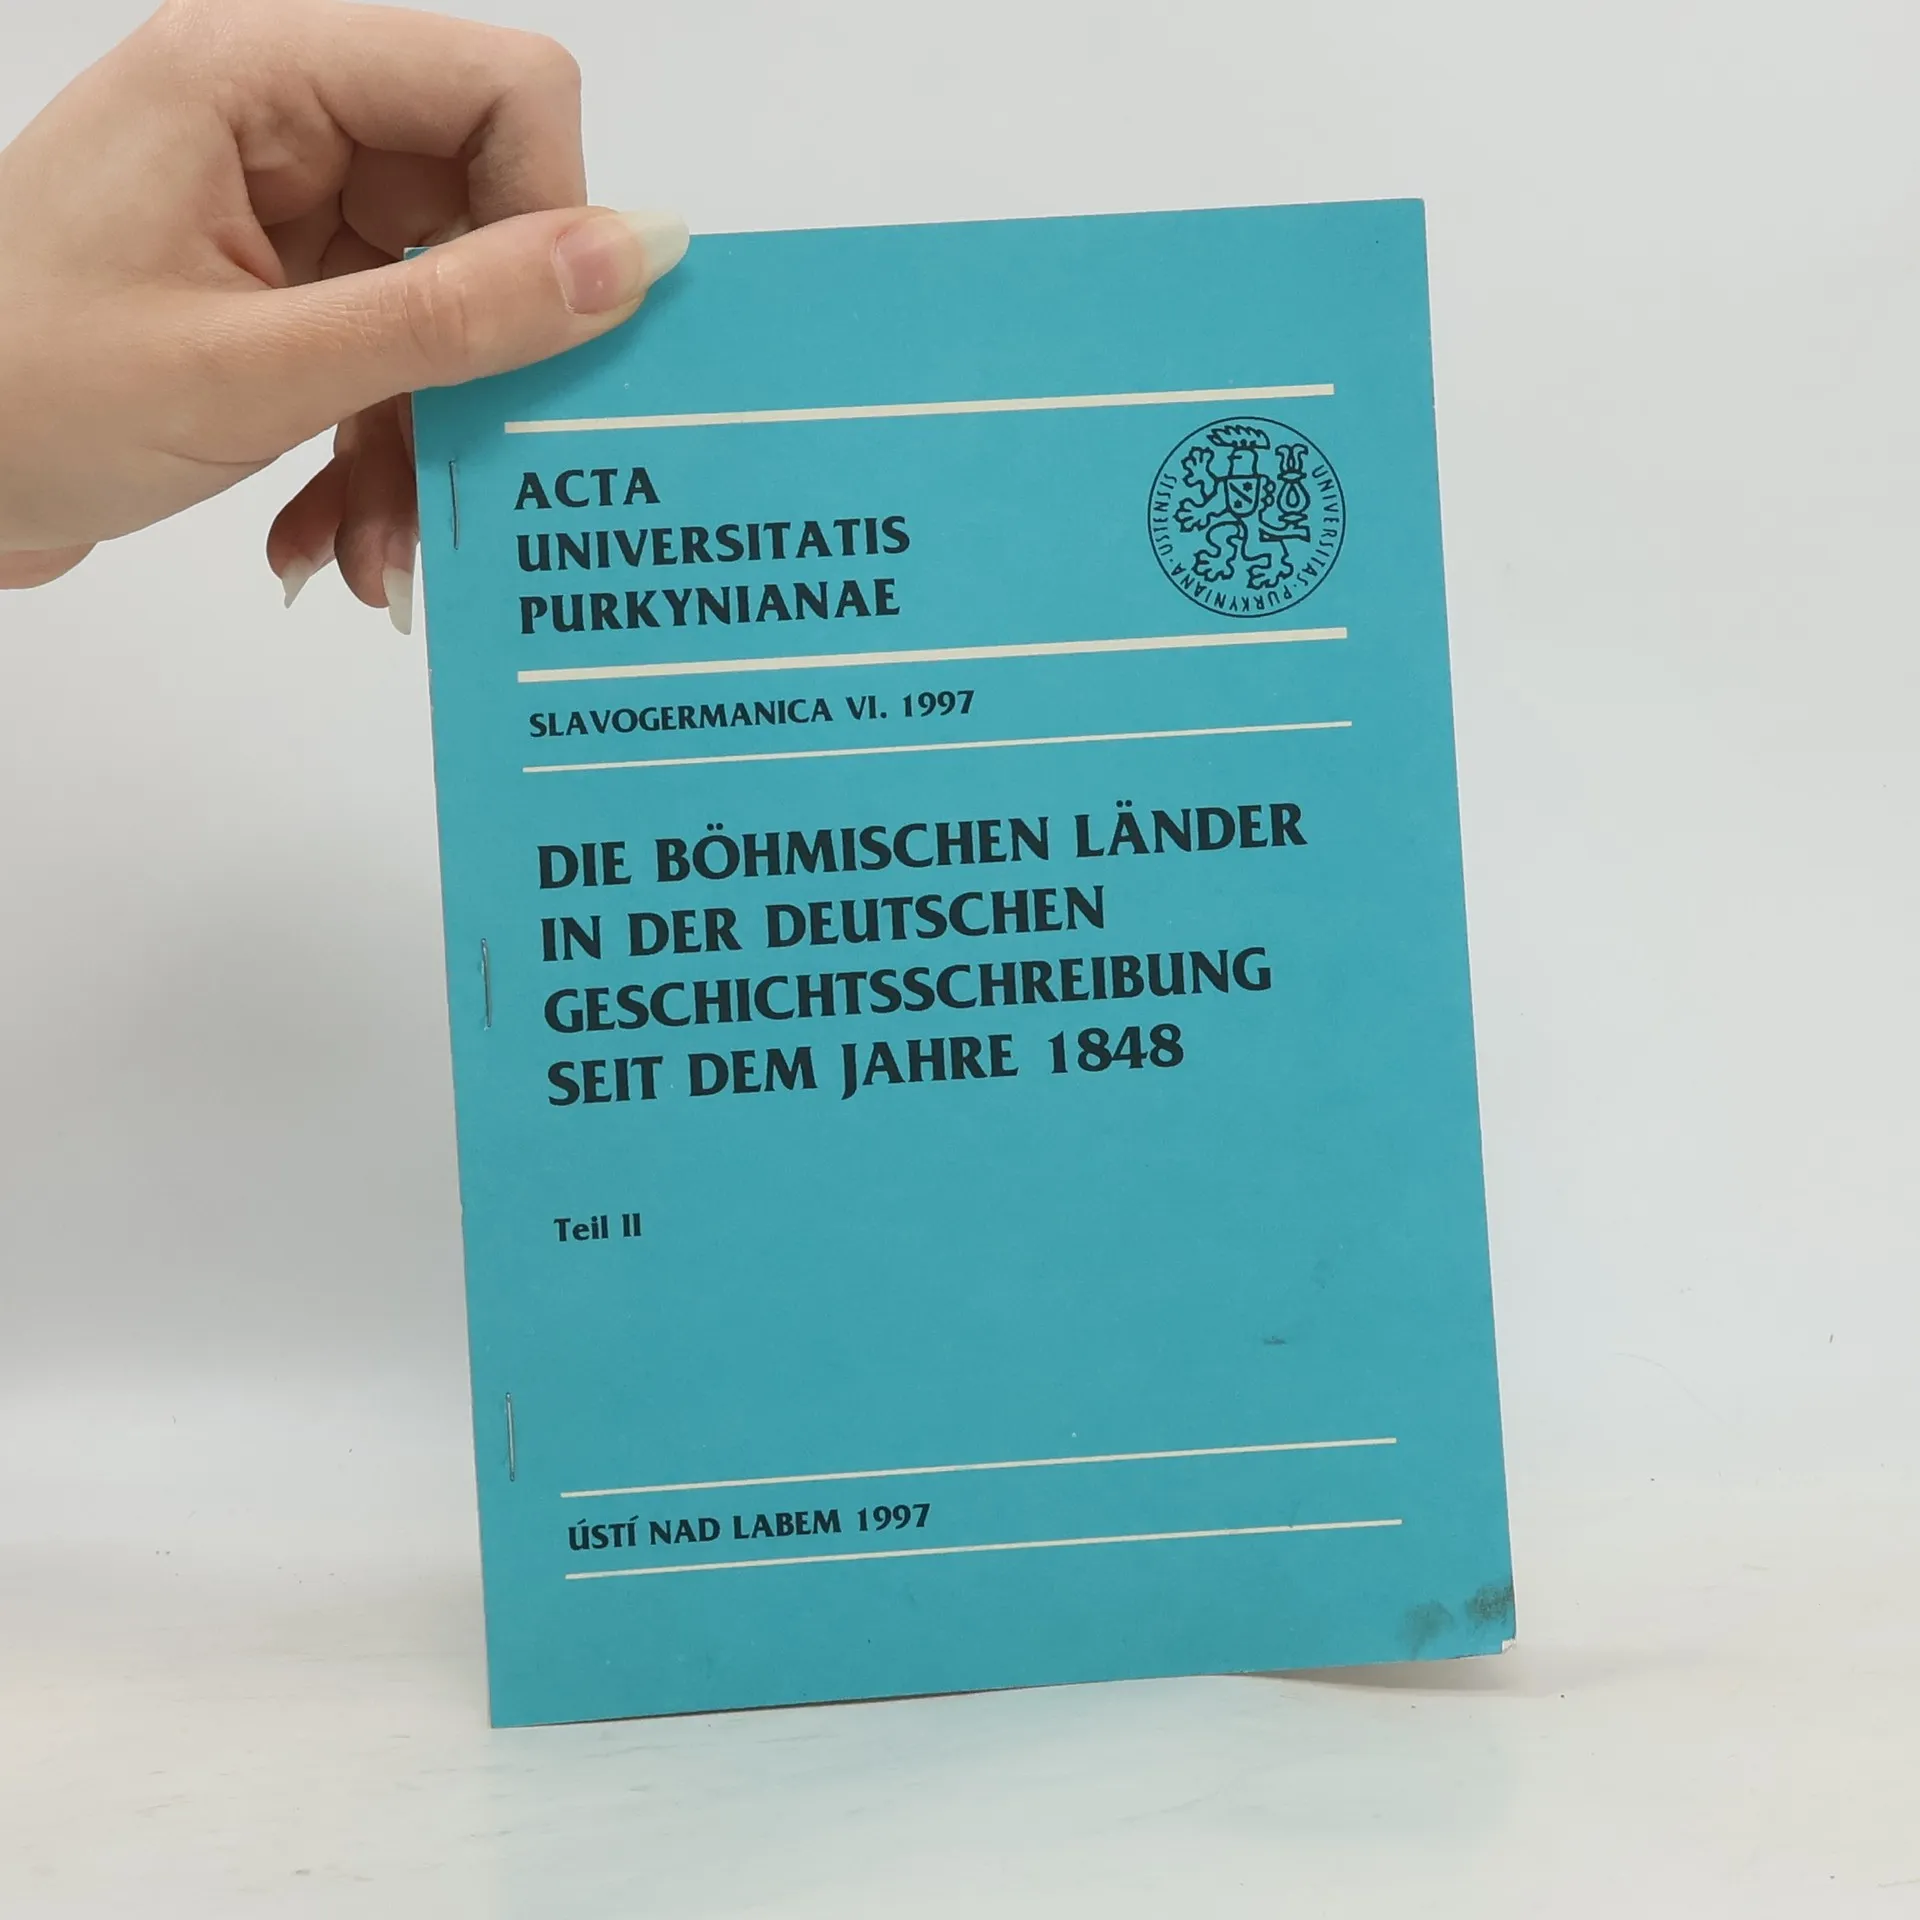 ACTA
UNIVERSITATIS
PURKYNIANAE
UNIVERSITAS · PURKYNIANA · USTENSIS
SLAVOGERMANICA VI. 1997
DIE BÖHMISCHEN LÄNDER
IN DER DEUTSCHEN
GESCHICHTSSCHREIBUNG
SEIT DEM JAHRE 1848
Teil II
ÚSTÍ NAD LABEM 1997